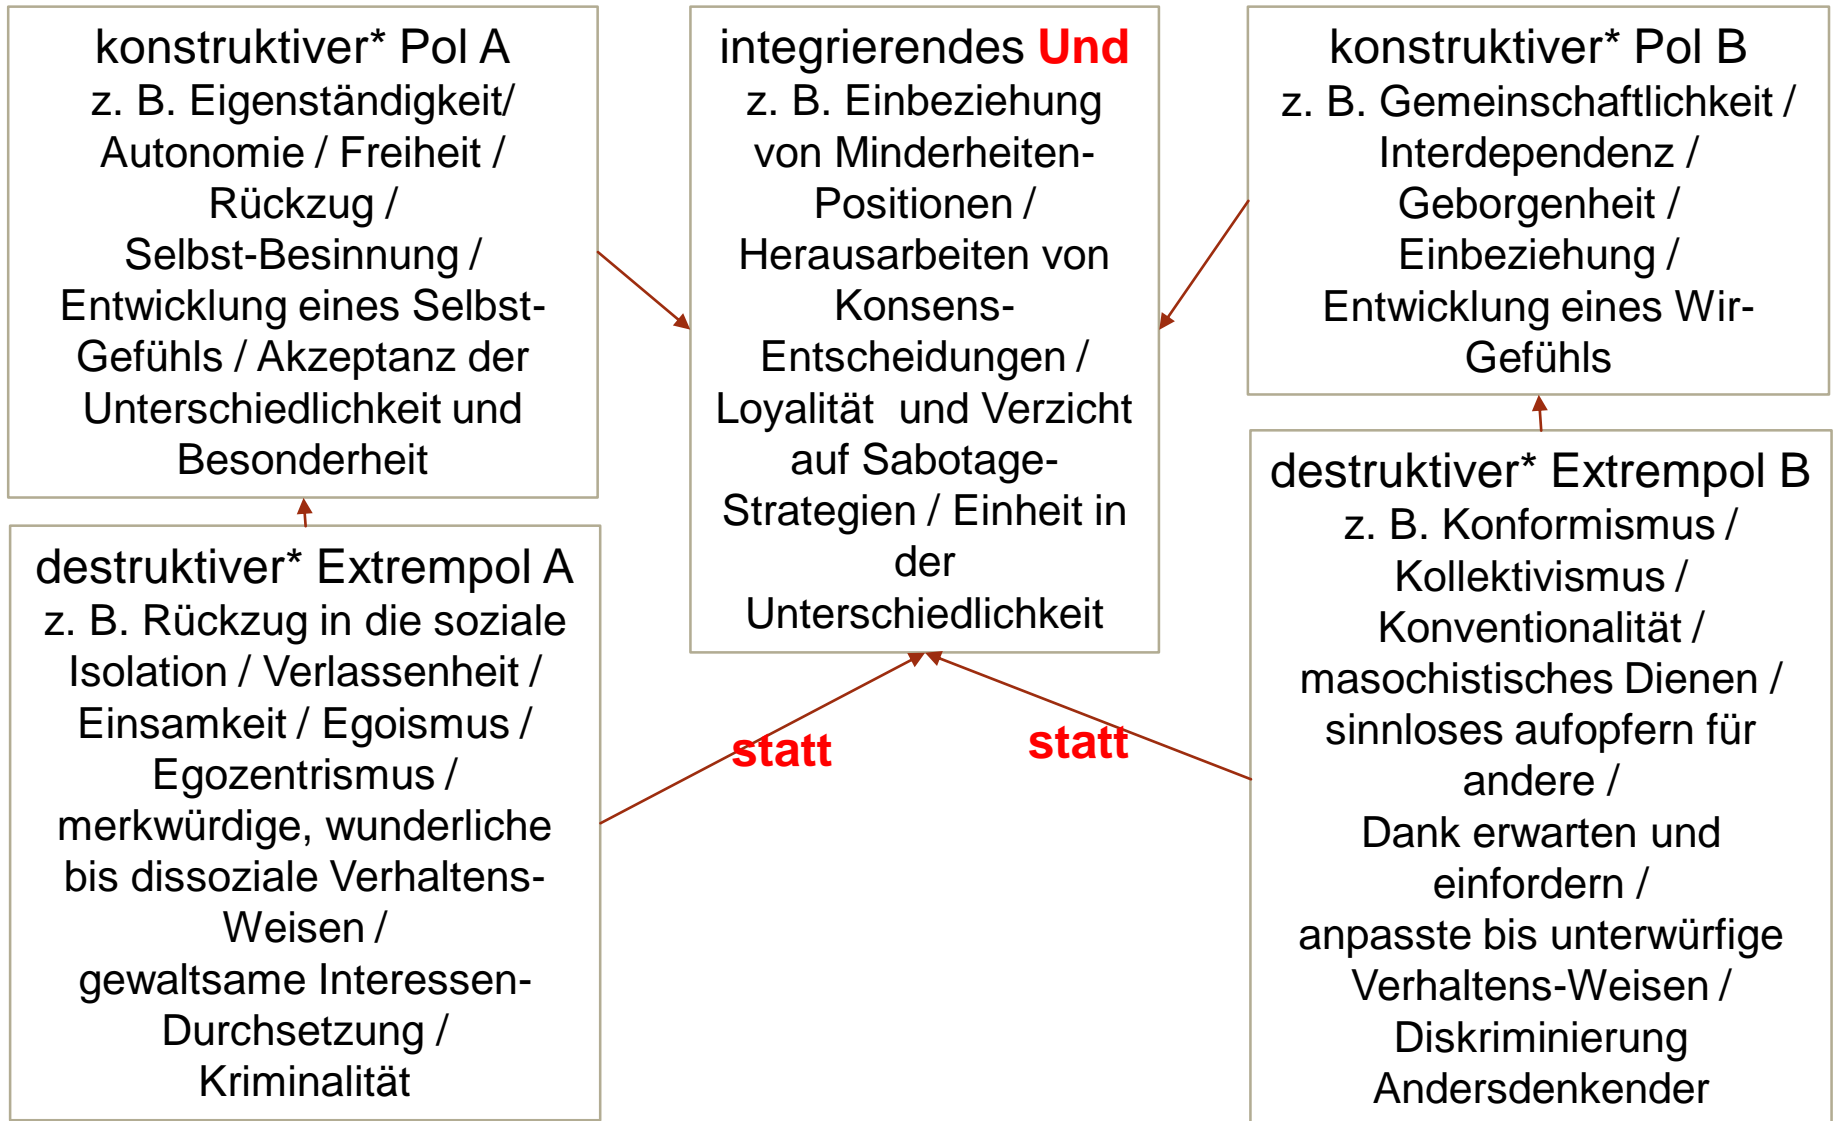 konstruktiver* Pol A
z. B. Eigenständigkeit/
Autonomie / Freiheit /
Rückzug /
Selbst-Besinnung /
Entwicklung eines Selbst-
Gefühls / Akzeptanz der
Unterschiedlichkeit und
Besonderheit
integrierendes Und
z. B. Einbeziehung
von Minderheiten-
Positionen /
Herausarbeiten von
Konsens-
Entscheidungen /
Loyalität  und Verzicht
auf Sabotage-
Strategien / Einheit in
der
Unterschiedlichkeit
konstruktiver* Pol B
z. B. Gemeinschaftlichkeit /
Interdependenz /
Geborgenheit /
Einbeziehung /
Entwicklung eines Wir-
Gefühls
destruktiver* Extrempol A
z. B. Rückzug in die soziale
Isolation / Verlassenheit /
Einsamkeit / Egoismus /
Egozentrismus /
merkwürdige, wunderliche
bis dissoziale Verhaltens-
Weisen /
gewaltsame Interessen-
Durchsetzung /
Kriminalität
statt
statt
destruktiver* Extrempol B
z. B. Konformismus /
Kollektivismus /
Konventionalität /
masochistisches Dienen /
sinnloses aufopfern für
andere /
Dank erwarten und
einfordern /
anpasste bis unterwürfige
Verhaltens-Weisen /
Diskriminierung
Andersdenkender